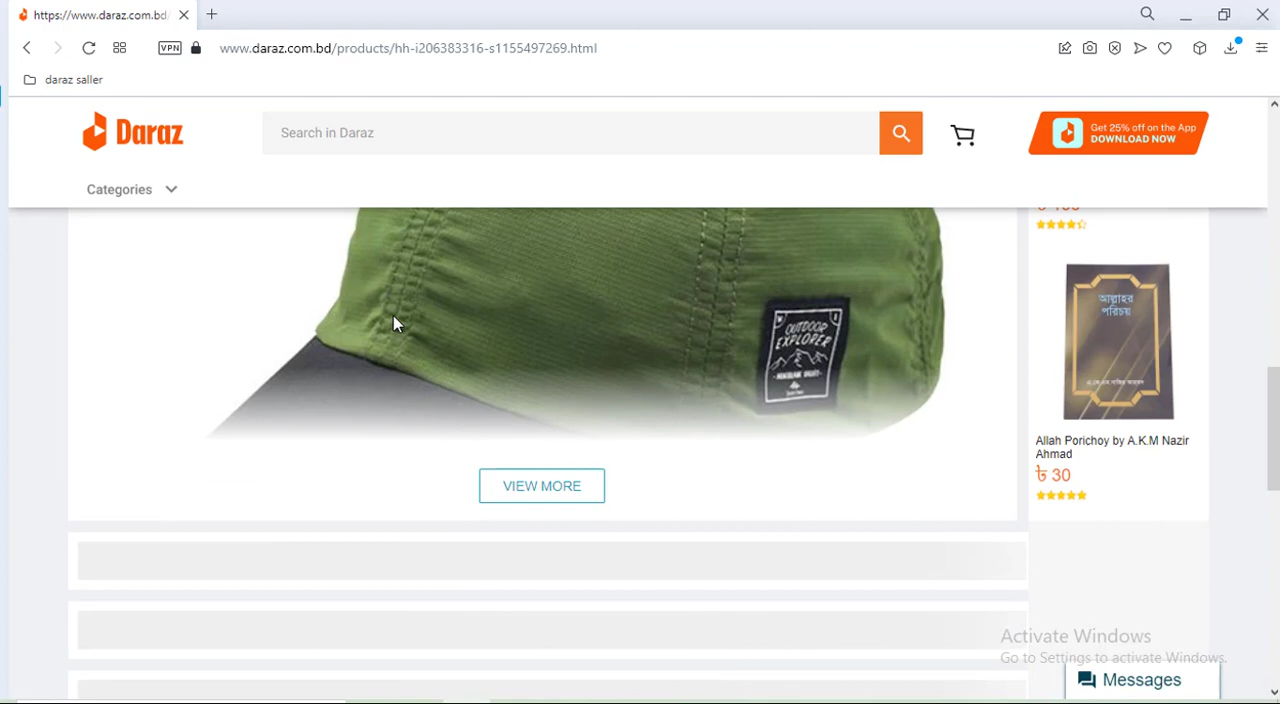 https://www.daraz.com.bd/
VPN
www.daraz.com.bd/products/hh-i206383316-s1155497269.html
daraz saller
Daraz
Search in Daraz
Get 25% off on the App
DOWNLOAD NOW
Categories
OUTDOOR
EXPLORER
আল্লাহর
পরিচয়
Allah Porichoy by A.K.M Nazir
Ahmad
৳ 30
VIEW MORE
Activate Windows
Go to Settings to activate Windows.
Messages